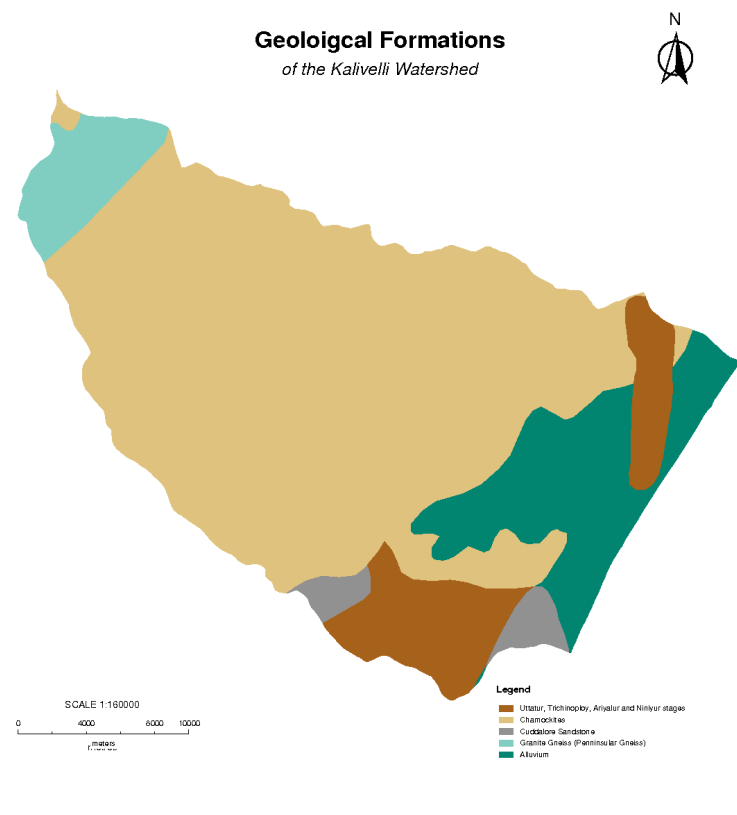 N
Geoloigcal Formations
of the Kalivelli Watershed
SCALE 1:160000
0 4000 6000 10000
meters
Legend
Uttatur, Trichinoploy, Ariyalur and Niniyur stages
Charnockites
Cuddalore Sandstone
Granite Gneiss (Penninsular Gneiss)
Alluvium